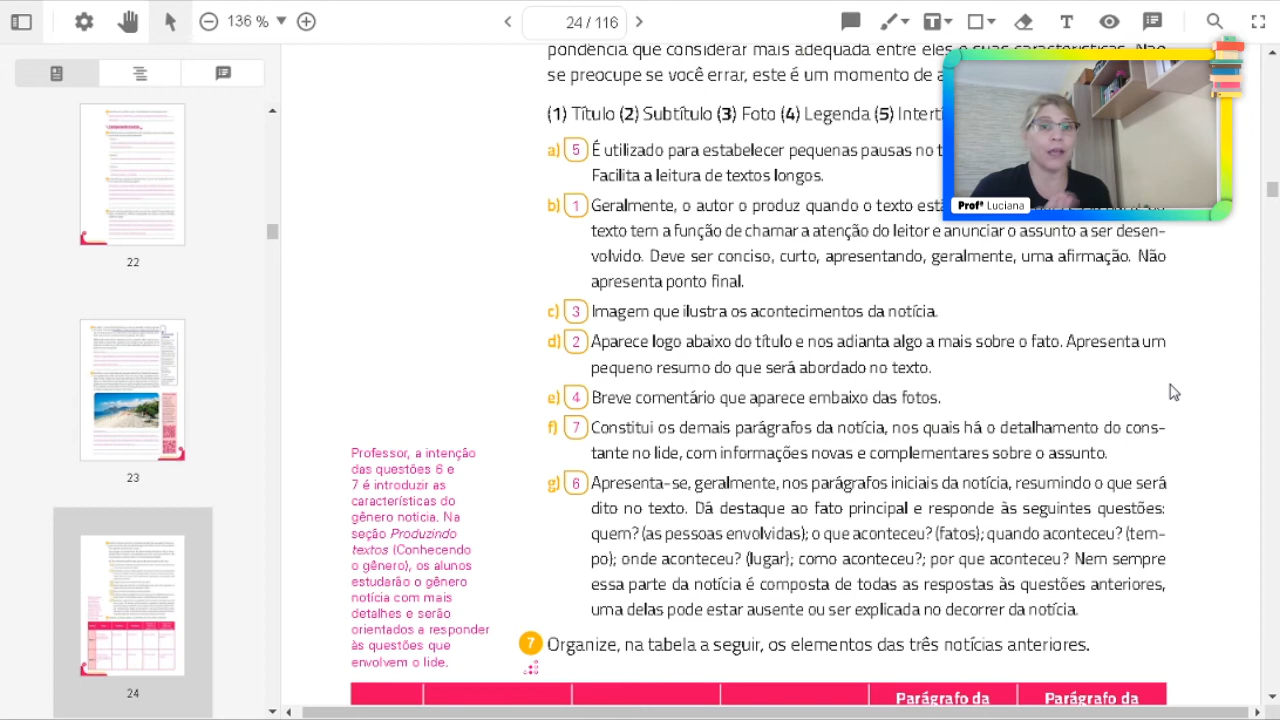 136 %
24 / 116
pondência que considerar mais adequada entre eles e suas características. Não
se preocupe se você errar, este é um momento de
(1) Título (2) Subtítulo (3) Foto (4) Legenda (5)
a) 5 É utilizado para estabelecer pequenas pausas no
Facilita a leitura de textos longos.
b) 1 Geralmente, o autor o produz quando o texto
texto tem a função de chamar a atenção do leitor e anunciar o assunto a ser desen-
volvido. Deve ser conciso, curto, apresentando, geralmente, uma afirmação. Não
apresenta ponto final.
c) 3 Imagem que ilustra os acontecimentos da notícia.
d) 2 Aparece logo abaixo do título e nos adianta algo a mais sobre o fato. Apresenta um
pequeno resumo do que será abordado no texto.
e) 4 Breve comentário que aparece embaixo das fotos.
f) 7 Constitui os demais parágrafos da notícia, nos quais há o detalhamento do cons-
tante no lide, com informações novas e complementares sobre o assunto.
g) 6 Apresenta-se, geralmente, nos parágrafos iniciais da notícia, resumindo o que será
dito no texto. Dá destaque ao fato principal e responde às seguintes questões:
quem? (as pessoas envolvidas); o que aconteceu? (fatos); quando aconteceu? (tem-
po); onde aconteceu? (lugar); como aconteceu?; por que aconteceu? Nem sempre
essa parte da notícia é composta de todas as respostas às questões anteriores,
uma delas pode estar ausente ou ser explicada no decorrer da notícia.
7 Organize, na tabela a seguir, os elementos das três notícias anteriores.
Parágrafo da Parágrafo da
Professor, a intenção
das questões 6 e
7 é introduzir as
características do
gênero notícia. Na
seção Produzindo
textos (Conhecendo
o gênero), os alunos
estudarão o gênero
notícia com mais
detalhes e serão
orientados a responder
às questões que
envolvem o lide.
Profª Luciana
22
23
24